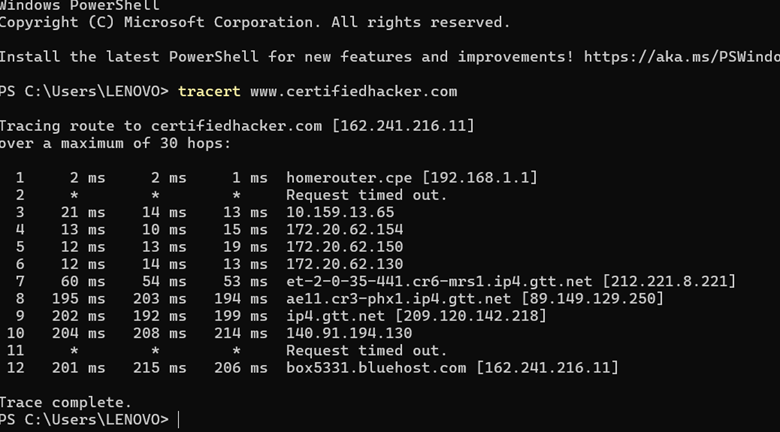 Windows PowerShell
Copyright (C) Microsoft Corporation. All rights reserved.
Install the latest PowerShell for new features and improvements! https://aka.ms/PSWindo
PS C:\Users\LENOVO> tracert www.certifiedhacker.com
Tracing route to certifiedhacker.com [162.241.216.11]
over a maximum of 30 hops:
1 2 ms 2 ms 1 ms homerouter.cpe [192.168.1.1]
2 * * * Request timed out.
3 21 ms 14 ms 13 ms 10.159.13.65
4 13 ms 10 ms 15 ms 172.20.62.154
5 12 ms 13 ms 19 ms 172.20.62.150
6 12 ms 14 ms 13 ms 172.20.62.130
7 60 ms 54 ms 53 ms et-2-0-35-441.cr6-mrs1.ip4.gtt.net [212.221.8.221]
8 195 ms 203 ms 194 ms ae11.cr3-phx1.ip4.gtt.net [89.149.129.250]
9 202 ms 192 ms 199 ms ip4.gtt.net [209.120.142.218]
10 204 ms 208 ms 214 ms 140.91.194.130
11 * * * Request timed out.
12 201 ms 215 ms 206 ms box5331.bluehost.com [162.241.216.11]
Trace complete.
PS C:\Users\LENOVO>